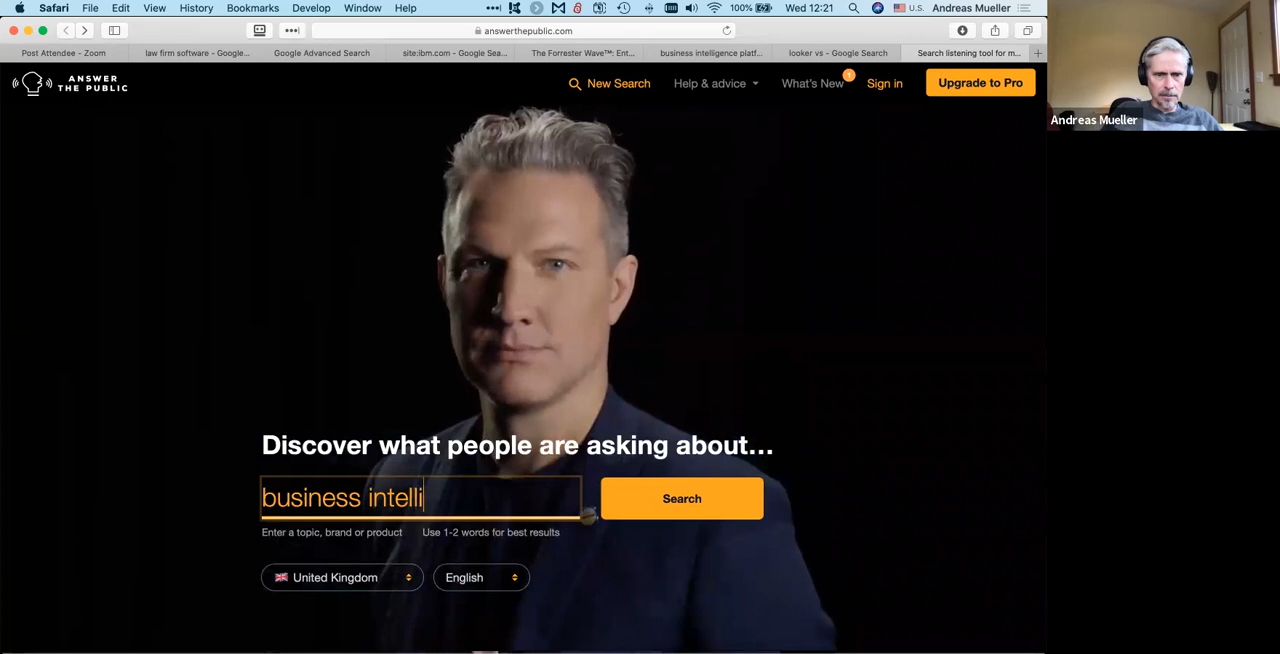 Safari File Edit View History Bookmarks Develop Window Help 100% Wed 12:21 U.S. Andreas Mueller
answerthepublic.com
Post Attendee - Zoom law firm software - Google... Google Advanced Search site:ibm.com - Google Sea... The Forrester Wave™: Ent... business intelligence platf... looker vs - Google Search Search listening tool for m...
ANSWER
THE PUBLIC
New Search Help & advice What's New 1 Sign in Upgrade to Pro
Andreas Mueller
Discover what people are asking about...
business intelli
Search
Enter a topic, brand or product Use 1-2 words for best results
United Kingdom English